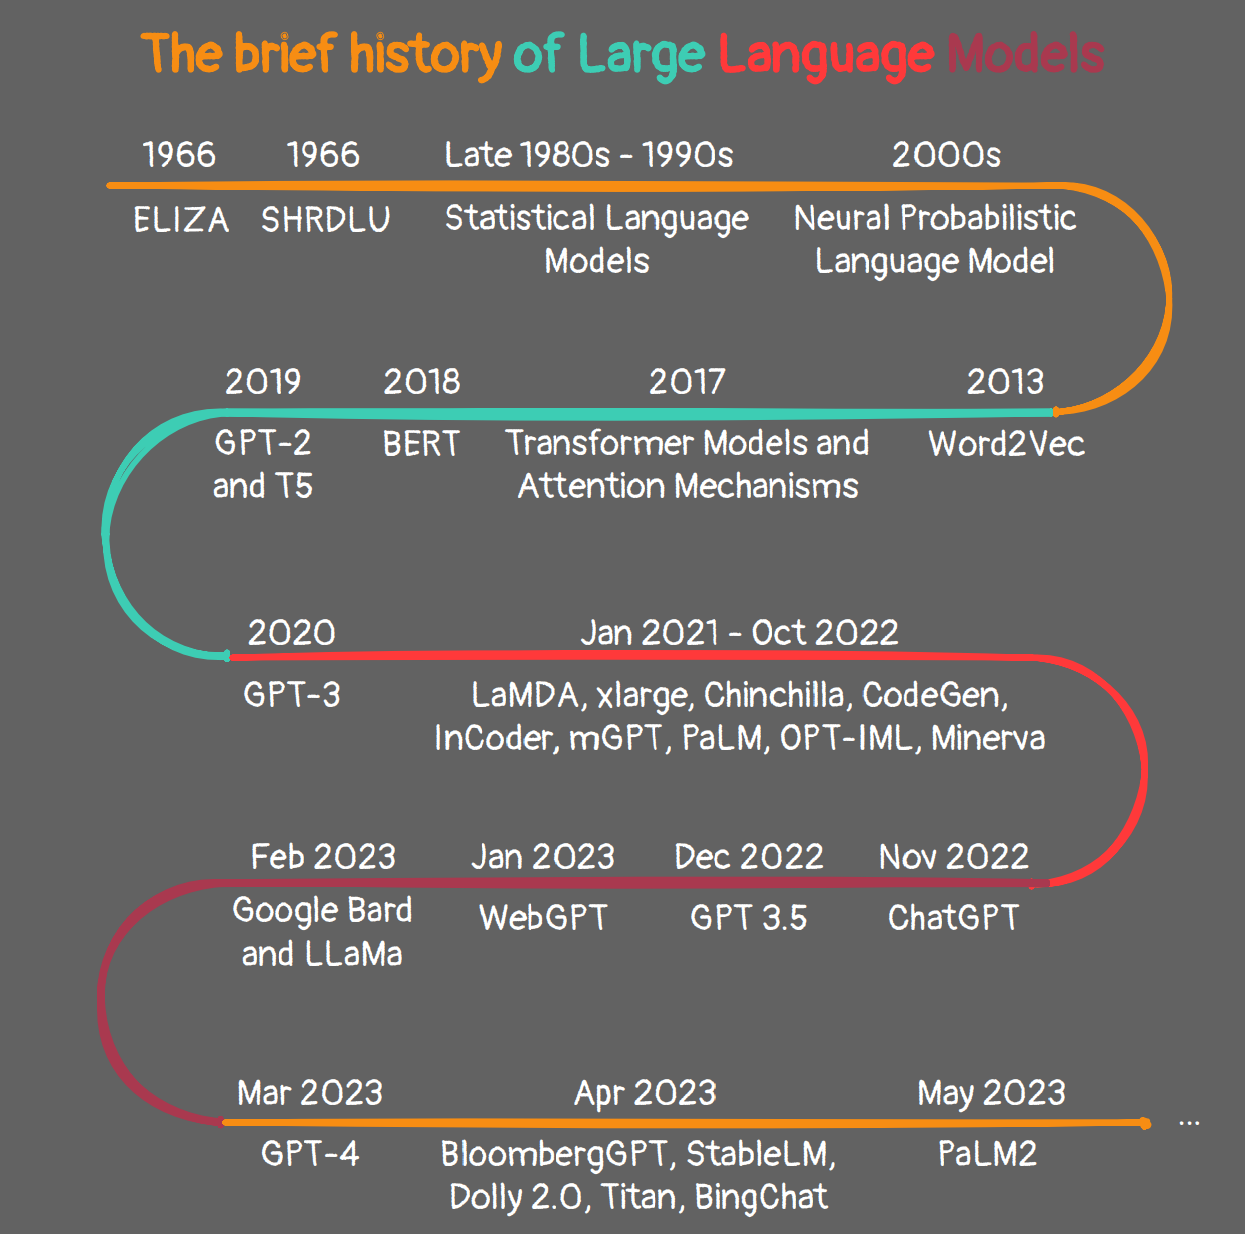 The brief history of Large Language Models
1966
ELIZA
1966
SHRDLU
Late 1980s - 1990s
Statistical Language
Models
2000s
Neural Probabilistic
Language Model
2013
Word2Vec
2017
Transformer Models and
Attention Mechanisms
2018
BERT
2019
GPT-2
and T5
2020
GPT-3
Jan 2021 - Oct 2022
LaMDA, xlarge, Chinchilla, CodeGen,
InCoder, mGPT, PaLM, OPT-IML, Minerva
Nov 2022
ChatGPT
Dec 2022
GPT 3.5
Jan 2023
WebGPT
Feb 2023
Google Bard
and LLaMa
Mar 2023
GPT-4
Apr 2023
BloombergGPT, StableLM,
Dolly 2.0, Titan, BingChat
May 2023
PaLM2
...